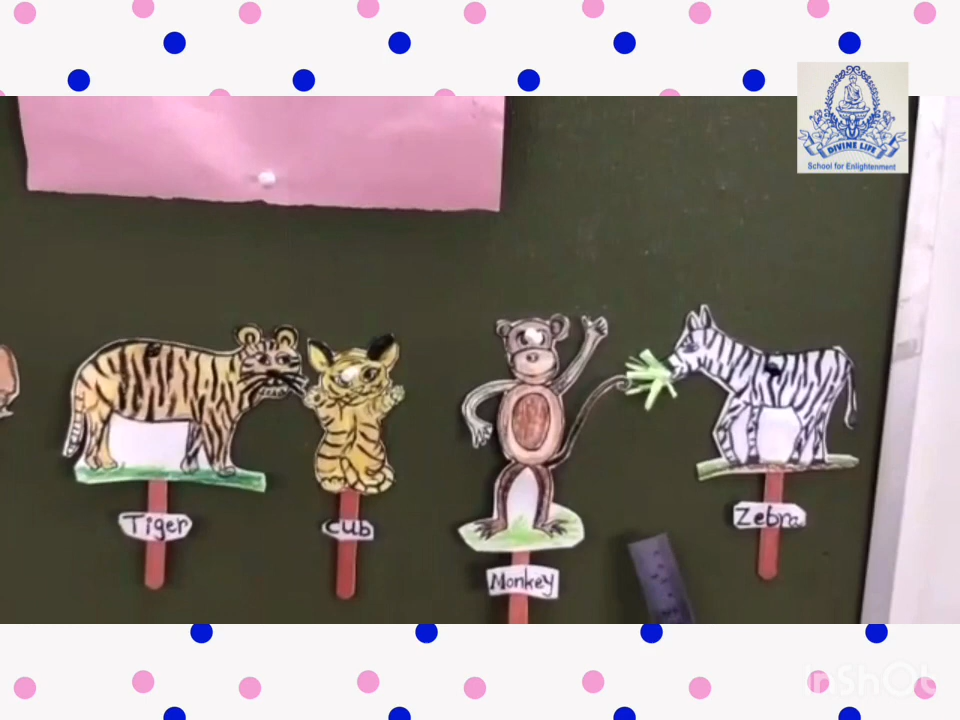 DIVINE LIFE
School for Enlightenment
Tiger
cub
Monkey
Zebra
InShOt